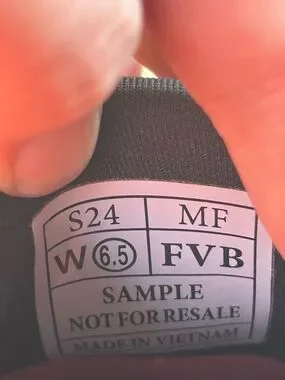 S24 MF
W 6.5 FVB
SAMPLE
NOT FOR RESALE
MADE IN VIETNAM